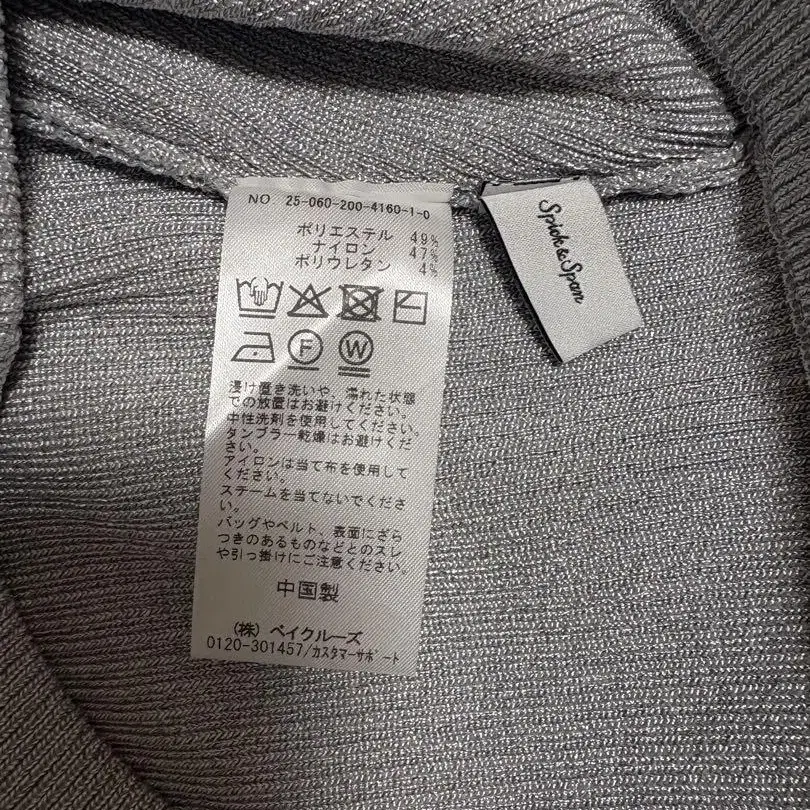 NO 25-060-200-4160-1-0
ポリエステル 49%
ナイロン 47%
ポリウレタン 4%
F W
浸け置き洗いや、濡れた状態
での放置はお避けください。
中性洗剤を使用してください。
タンブラー乾燥はお避けくだ
さい。
アイロンは当て布を使用して
ください。
スチームを当てないでくださ
い。
バッグやベルト、表面にざら
つきのあるものなどとのスレ
や引っ掛けにご注意ください。
中国製
(株) ベイクルーズ
0120-301457/カスタマーサポート
Spick & Span